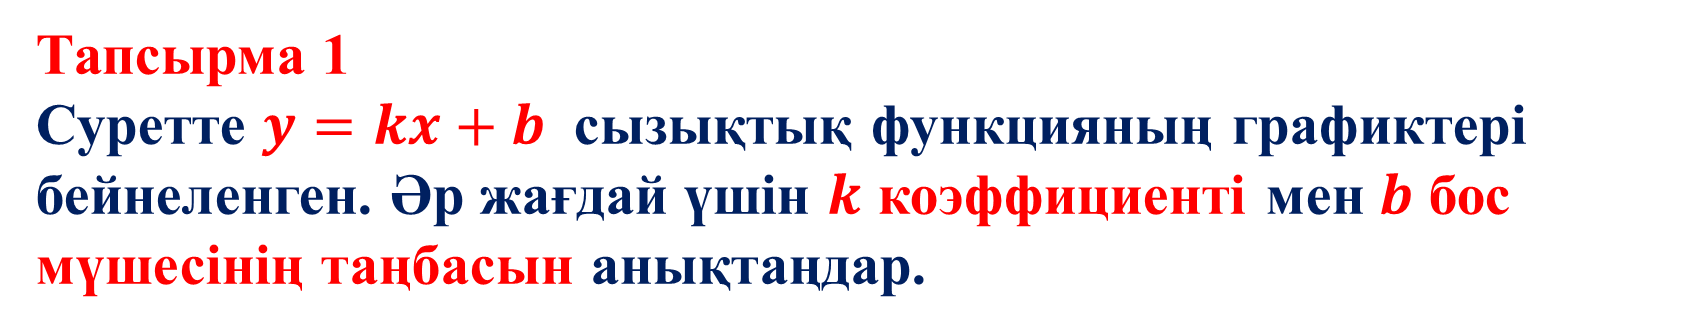 Тапсырма 1
Суретте y = kx + b сызықтық функцияның графиктері
бейнеленген. Әр жағдай үшін k коэффициенті мен b бос
мүшесінің таңбасын анықтаңдар.